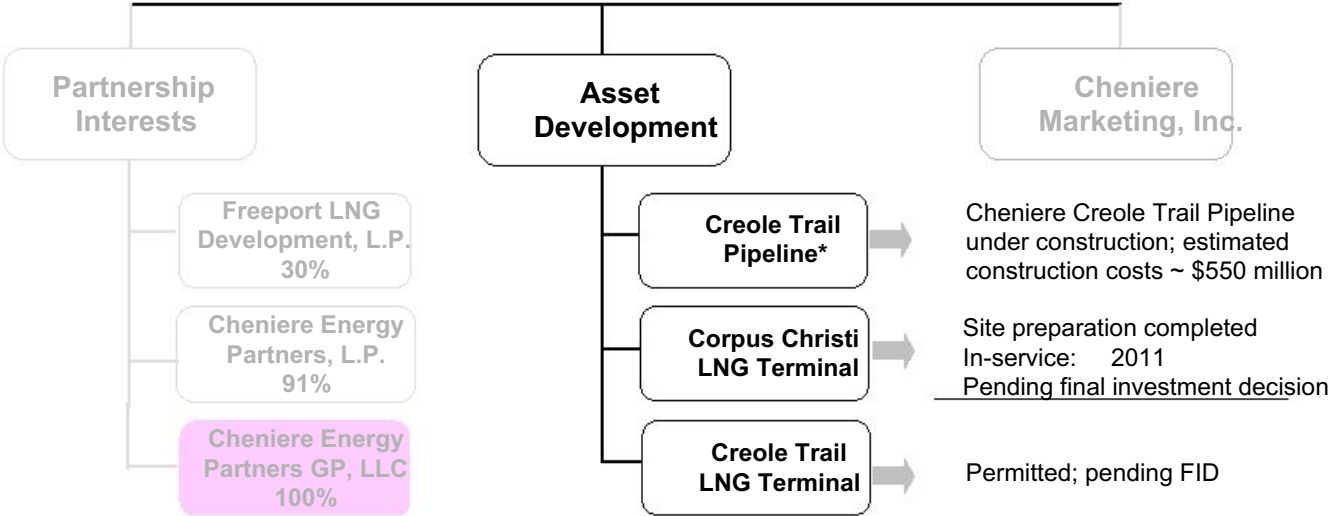 Partnership
Interests
Asset
Development
Cheniere
Marketing, Inc.
Freeport LNG
Development, L.P.
30%
Cheniere Energy
Partners, L.P.
91%
Cheniere Energy
Partners GP, LLC
100%
Creole Trail
Pipeline*
Cheniere Creole Trail Pipeline
under construction; estimated
construction costs ~ $550 million
Corpus Christi
LNG Terminal
Site preparation completed
In-service: 2011
Pending final investment decision
Creole Trail
LNG Terminal
Permitted; pending FID